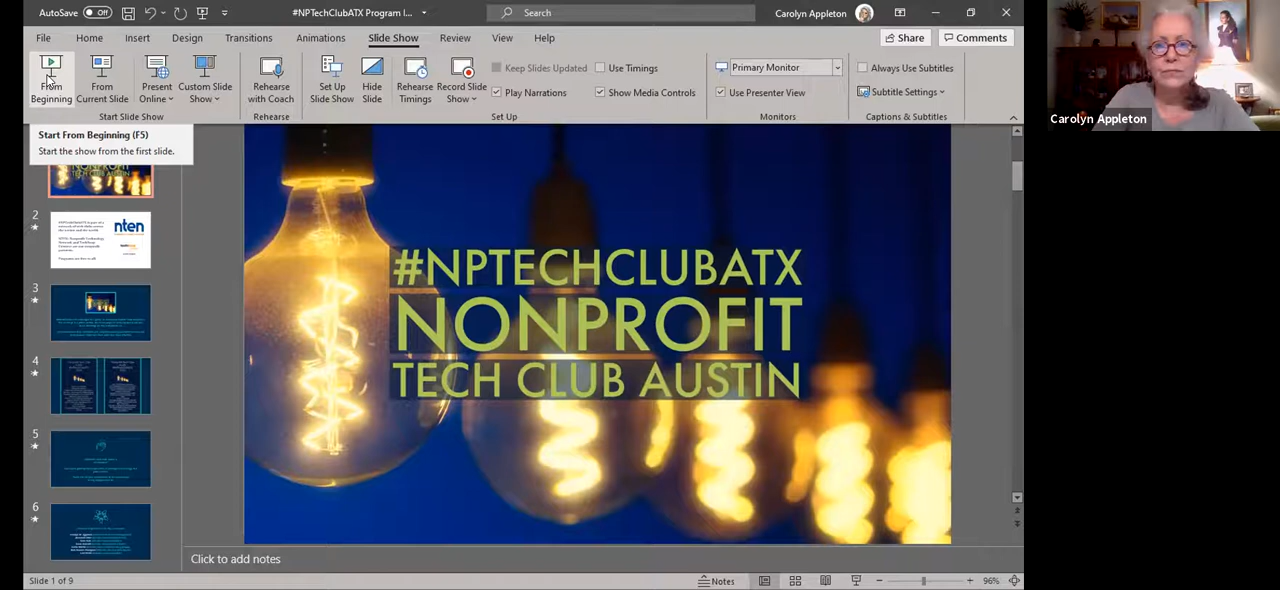 AutoSave Off #NPTechClubATX Program I... Search Carolyn Appleton
File Home Insert Design Transitions Animations Slide Show Review View Help Share Comments
From Beginning
From Current Slide
Present Online
Custom Slide Show
Start Slide Show
Rehearse with Coach
Rehearse
Set Up Slide Show
Hide Slide
Rehearse Timings
Record Slide Show
Keep Slides Updated
Use Timings
Play Narrations
Show Media Controls
Set Up
Primary Monitor
Use Presenter View
Monitors
Always Use Subtitles
Subtitle Settings
Captions & Subtitles
Carolyn Appleton
Start From Beginning (F5)
Start the show from the first slide.
2
nten
3
4
5
6
#NPTECHCLUBATX
NONPROFIT
TECH CLUB AUSTIN
Click to add notes
Slide 1 of 9 Notes 96%